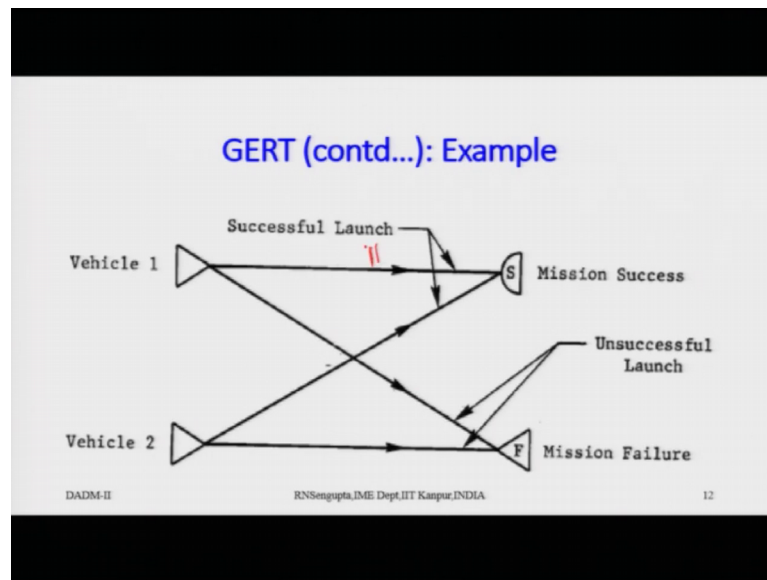 GERT (contd...): Example
Successful Launch
Vehicle 1
S
Mission Success
Unsuccessful
Launch
Vehicle 2
F
Mission Failure
DADM-II
RNSengupta,IME Dept,IIT Kanpur,INDIA
12